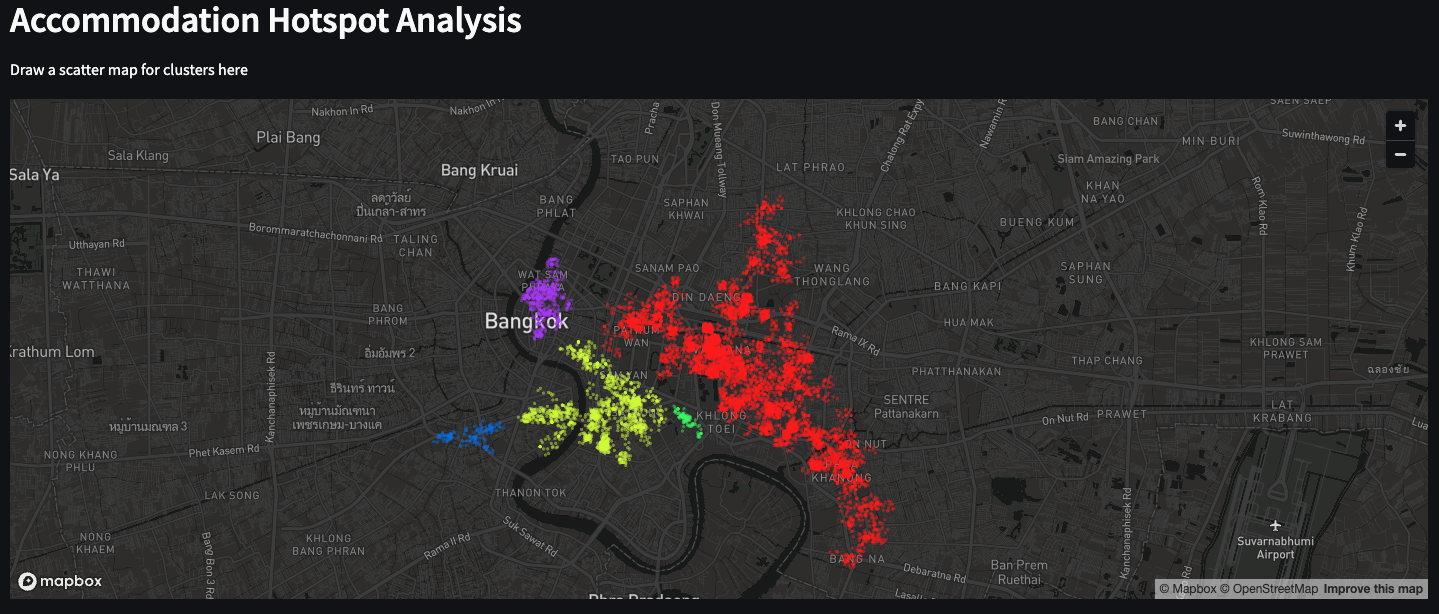 Accommodation Hotspot Analysis
Draw a scatter map for clusters here
Nakhon In Rd
Nakhon In
Pracha
Don Mueang Tollway
Chalong Rat Expy
Nawamin R
SAEN SAEP
Plai Bang
BANG CHAN
MIN BURI
Suwinthawong Rd
Sala Klang
TAO PUN
LAT PHRAO
Siam Amazing Park
Sala Ya
Bang Kruai
KHAN
NA YAO
Rom Klao Rd
ลดาวัลย์
ปิ่นเกลา-สาทร
BANG
PHLAT
SAPHAN
KHWAI
KHLONG CHAO
KHUN SING
BUENG KUM
Khum Klao Rd
Utthayan Rd
Borommaratchachonnani Rd
TALING
CHAN
THAWI
WATTHANA
WAT SAM
SANAM PAO
WANG
THONGLANG
SAPHAN
SUNG
BANG KAPI
BANG
PHROM
DIN DAENG
Bangkok
PATHUM
WAN
HUA MAK
Rama IX Rd
KHLONG SAM
PRAWET
Krathum Lom
อิ่มอัมพร 2
THAP CHANG
ฉลองชัย
Kanchanaphisek Rd
ธีรินทร์ ทาวน์
PHATTHANAKAN
หมู่บ้านมัณฑนา
เพชรเกษม-บางแค
SENTRE
Pattanakarn
LAT
KRABANG
On Nut Rd
PRAWET
หมู่บ้านมณฑล 3
KHLONG
TOEI
Lua
ON NUT
NONG KHANG
PHLU
Phet Kasem Rd
KHANONG
LAK SONG
THANON TOK
Kanchanaphisek Rd
Suk Sawat Rd
NONG
KHAEM
Bang Bon 3 Rd
KHLONG
BANG PHRAN
Rama II Rd
Suvarnabhumi
Airport
BANG NA
Debaratna Rd
Ban Prem
Ruethai
Rd
mapbox
Phra Pradaeng
Lasall
© Mapbox © OpenStreetMap Improve this map